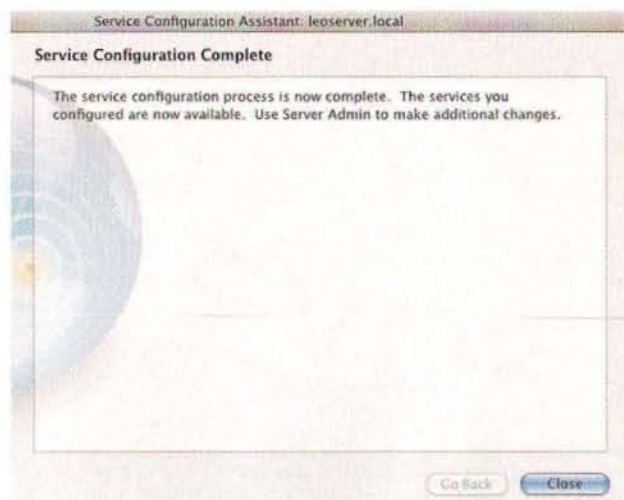 Service Configuration Assistant: leoserver.local
Service Configuration Complete
The service configuration process is now complete. The services you
configured are now available. Use Server Admin to make additional changes.
Go Back
Close